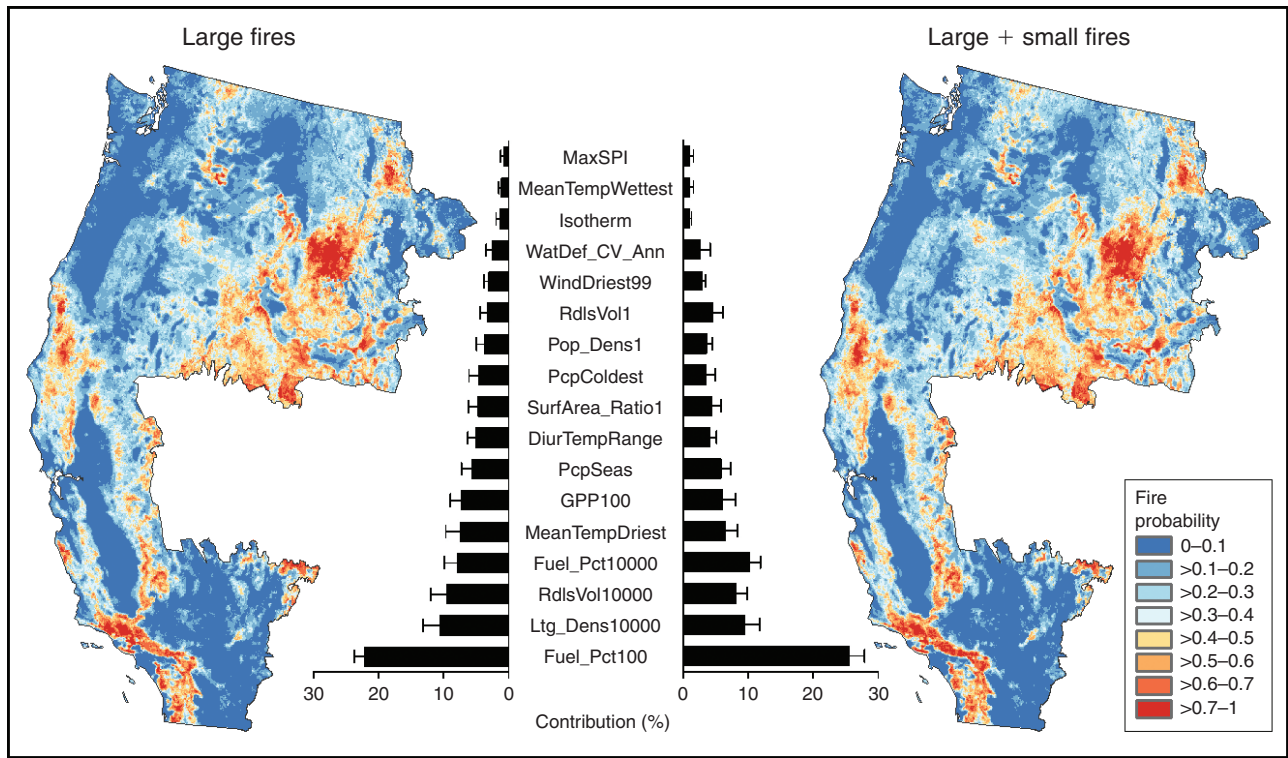 Large fires
Large + small fires
MaxSPI
MeanTempWettest
Isotherm
WatDef_CV_Ann
WindDriest99
RdlsVol1
Pop_Dens1
PcpColdest
SurfArea_Ratio1
DiurTempRange
PcpSeas
GPP100
MeanTempDriest
Fuel_Pct10000
RdlsVol10000
Ltg_Dens10000
Fuel_Pct100
30 20 10 0
0 10 20 30
Contribution (%)
Fire
probability
0–0.1
>0.1–0.2
>0.2–0.3
>0.3–0.4
>0.4–0.5
>0.5–0.6
>0.6–0.7
>0.7–1